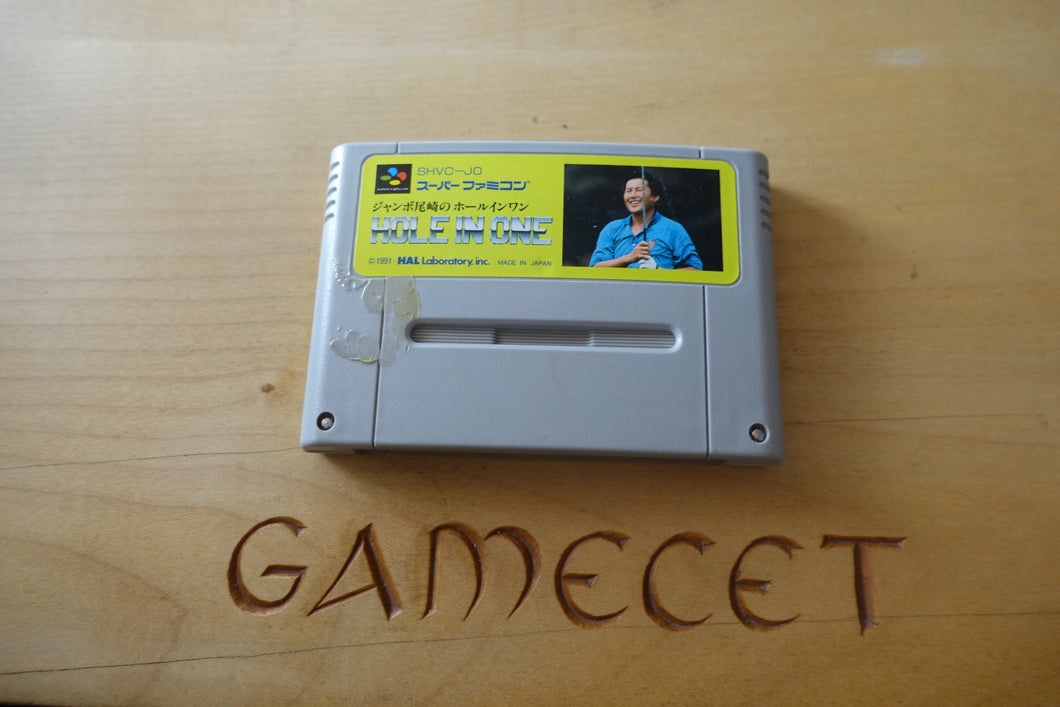 SHVC-JO
スーパーファミコン
ジャンボ尾崎の ホールインワン
HOLE IN ONE
©1991 HAL Laboratory, inc. MADE IN JAPAN
GAMECET